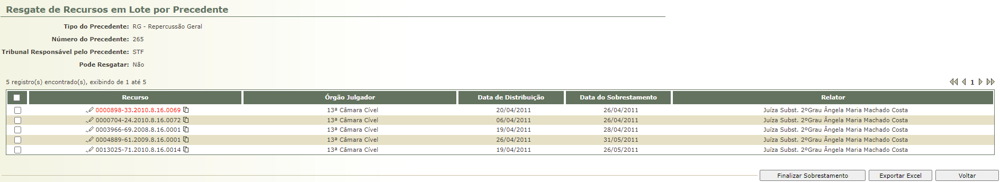 Resgate de Recursos em Lote por Precedente
Tipo do Precedente: RG - Repercussão Geral
Número do Precedente: 265
Tribunal Responsável pelo Precedente: STF
Pode Resgatar: Não
5 registro(s) encontrado(s), exibindo de 1 até 5
1
Recurso Órgão Julgador Data de Distribuição Data do Sobrestamento Relator
0000898-33.2010.8.16.0069 13ª Câmara Cível 20/04/2011 26/04/2011 Juíza Subst. 2ºGrau Ângela Maria Machado Costa
0000704-24.2010.8.16.0072 13ª Câmara Cível 06/04/2011 26/04/2011 Juíza Subst. 2ºGrau Ângela Maria Machado Costa
0003966-69.2008.8.16.0001 13ª Câmara Cível 19/04/2011 28/04/2011 Juíza Subst. 2ºGrau Ângela Maria Machado Costa
0004889-61.2009.8.16.0001 13ª Câmara Cível 26/04/2011 31/05/2011 Juíza Subst. 2ºGrau Ângela Maria Machado Costa
0013025-71.2010.8.16.0014 13ª Câmara Cível 19/04/2011 26/05/2011 Juíza Subst. 2ºGrau Ângela Maria Machado Costa
Finalizar Sobrestamento Exportar Excel Voltar